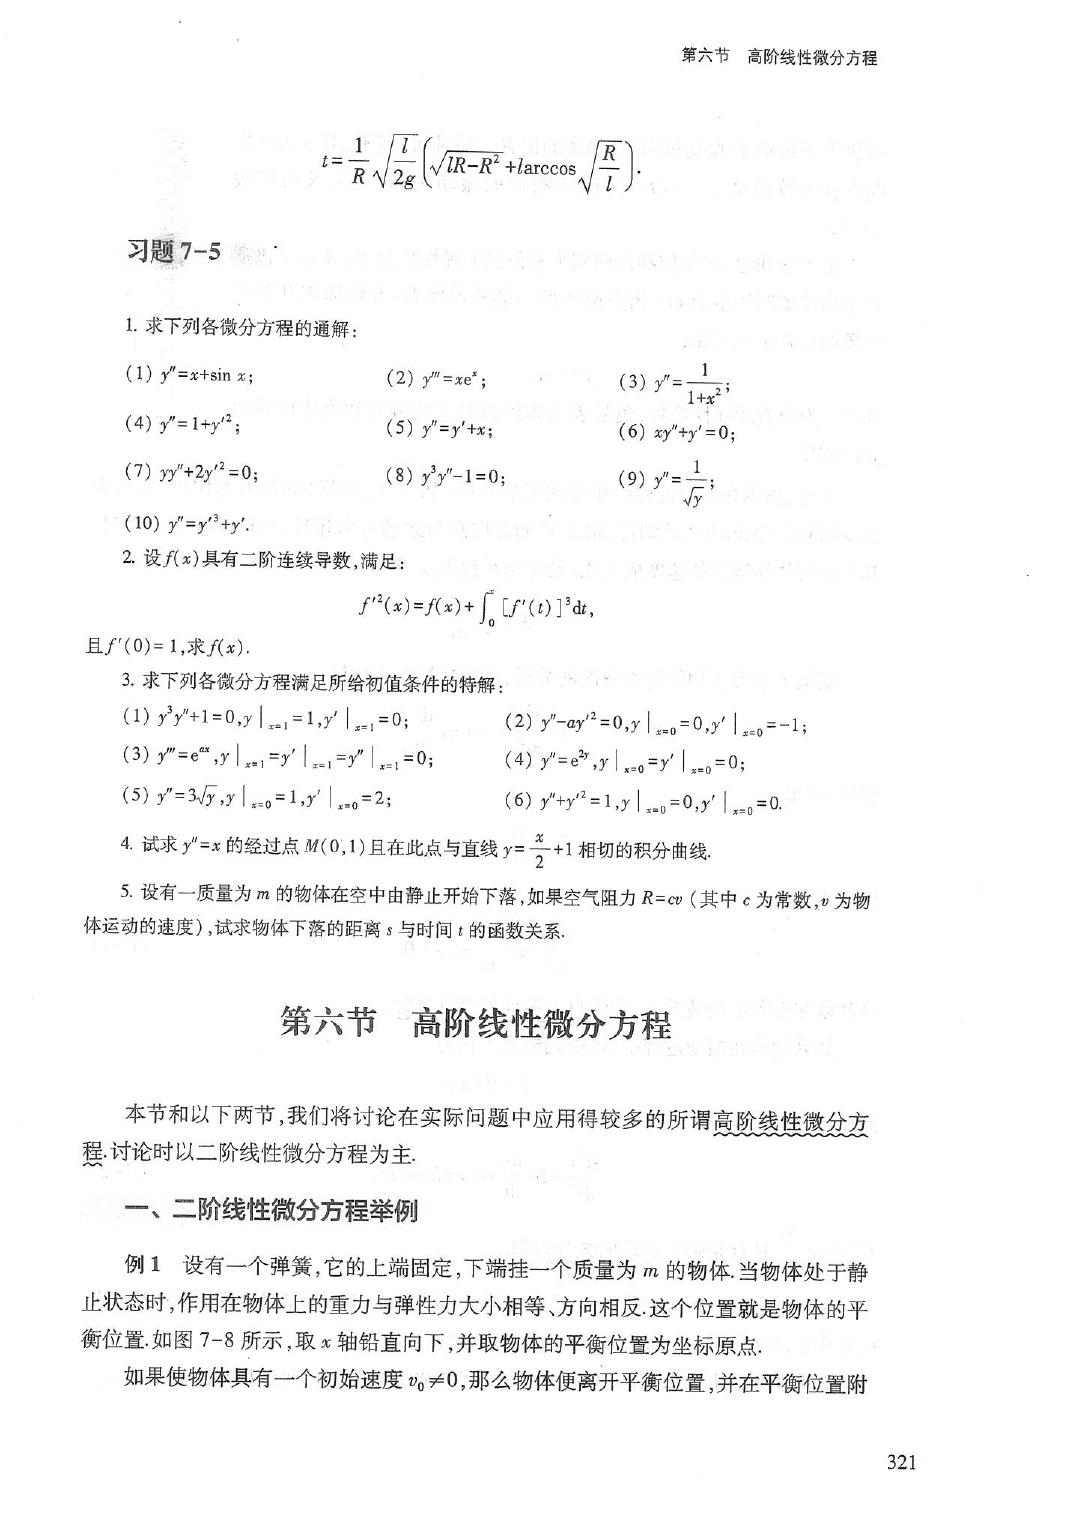 第六节 高阶线性微分方程
t=\frac{1}{R}\sqrt{\frac{l}{2g}}\left(\sqrt{lR-R^2}+l\arccos\sqrt{\frac{R}{l}}\right).
习题 7-5
1. 求下列各微分方程的通解:
(1) y″=x+sin x; (2) y‴=xeˣ; (3) y″=\frac{1}{1+x^2};
(4) y″=1+y′²; (5) y″=y′+x; (6) xy″+y′=0;
(7) yy″+2y′²=0; (8) y³y″-1=0; (9) y″=\frac{1}{\sqrt{y}};
(10) y″=y′³+y′.
2. 设f(x)具有二阶连续导数,满足:
f′²(x)=f(x)+∫₀ˣ[f′(t)]³dt,
且f′(0)=1,求f(x).
3. 求下列各微分方程满足所给初值条件的特解:
(1) y³y″+1=0,y|ₓ₌₁=1,y′|ₓ₌₁=0; (2) y″-ay′²=0,y|ₓ₌₀=0,y′|ₓ₌₀=-1;
(3) y‴=e^{ax},y|ₓ₌₁=y′|ₓ₌₁=y″|ₓ₌₁=0; (4) y″=e^{2y},y|ₓ₌₀=y′|ₓ₌₀=0;
(5) y″=3√y,y|ₓ₌₀=1,y′|ₓ₌₀=2; (6) y″+y′²=1,y|ₓ₌₀=0,y′|ₓ₌₀=0.
4. 试求 y″=x 的经过点 M(0,1)且在此点与直线 y=\frac{x}{2}+1 相切的积分曲线.
5. 设有一质量为 m 的物体在空中由静止开始下落,如果空气阻力 R=cv (其中 c 为常数,v 为物
体运动的速度),试求物体下落的距离 s 与时间 t 的函数关系.
第六节 高阶线性微分方程
本节和以下两节,我们将讨论在实际问题中应用得较多的所谓高阶线性微分方
程.讨论时以二阶线性微分方程为主.
一、二阶线性微分方程举例
例 1 设有一个弹簧,它的上端固定,下端挂一个质量为 m 的物体.当物体处于静
止状态时,作用在物体上的重力与弹性力大小相等、方向相反.这个位置就是物体的平
衡位置.如图 7-8 所示,取 x 轴铅直向下,并取物体的平衡位置为坐标原点.
如果使物体具有一个初始速度 v₀≠0,那么物体便离开平衡位置,并在平衡位置附
321